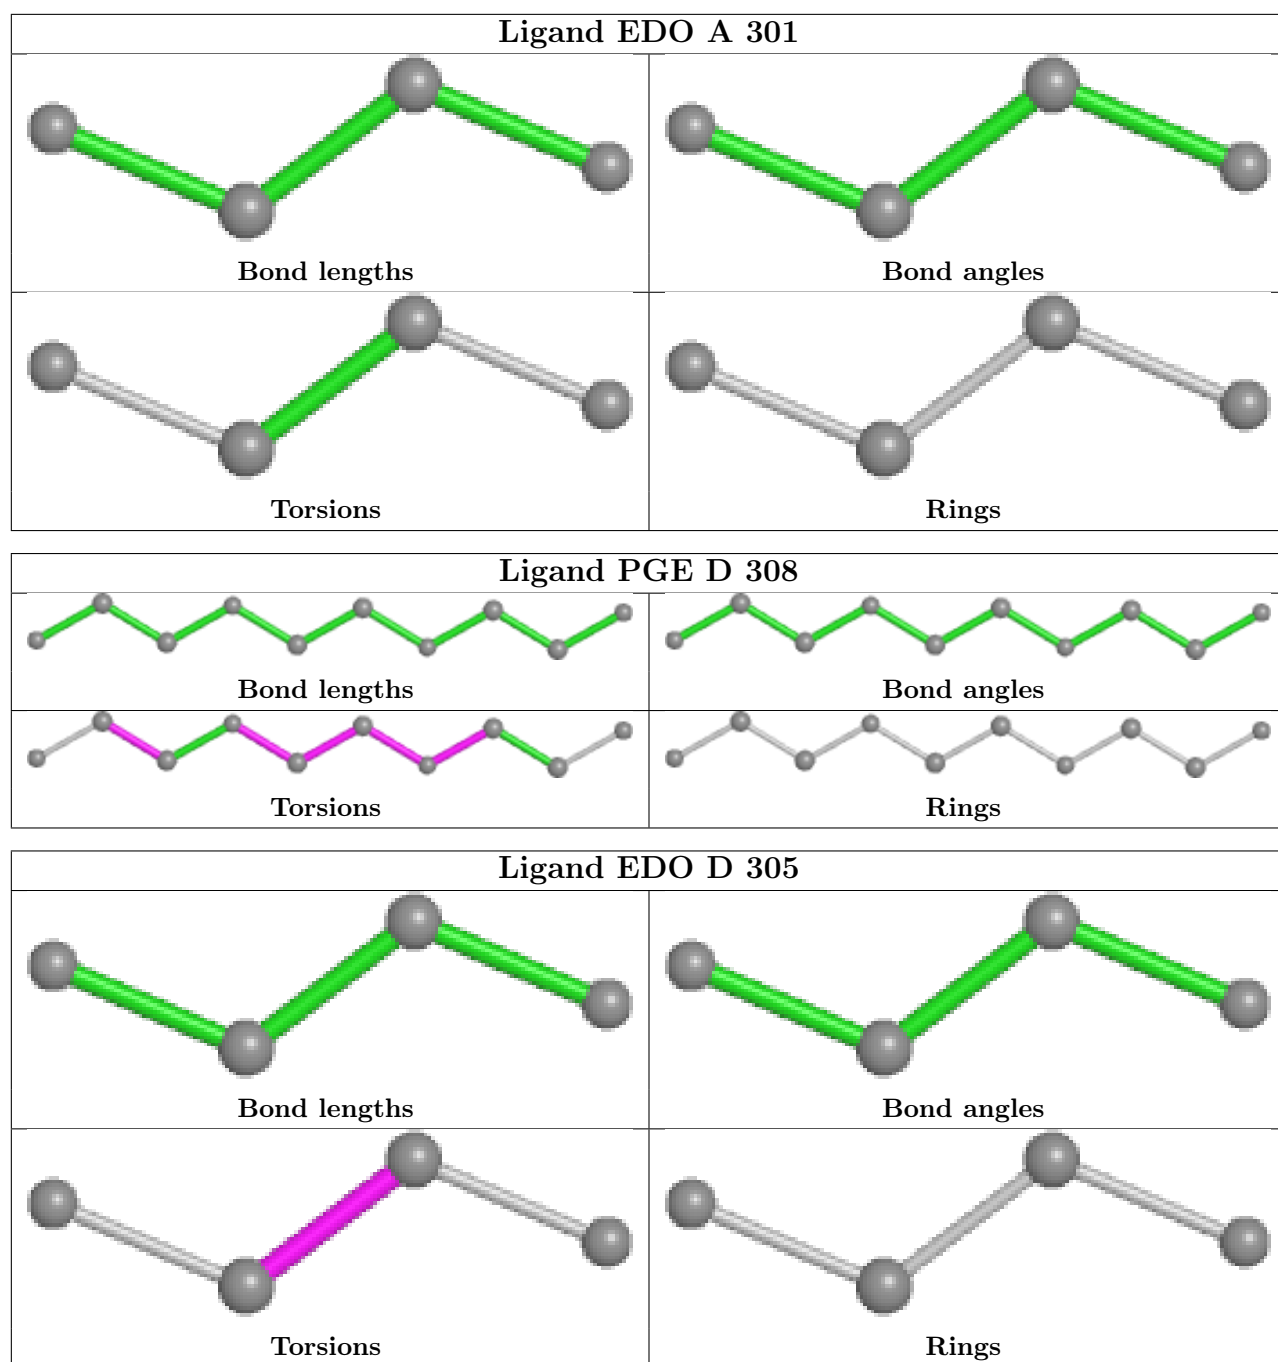 Ligand EDO A 301
Bond lengths
Bond angles
Torsions
Rings
Ligand PGE D 308
Bond lengths
Bond angles
Torsions
Rings
Ligand EDO D 305
Bond lengths
Bond angles
Torsions
Rings